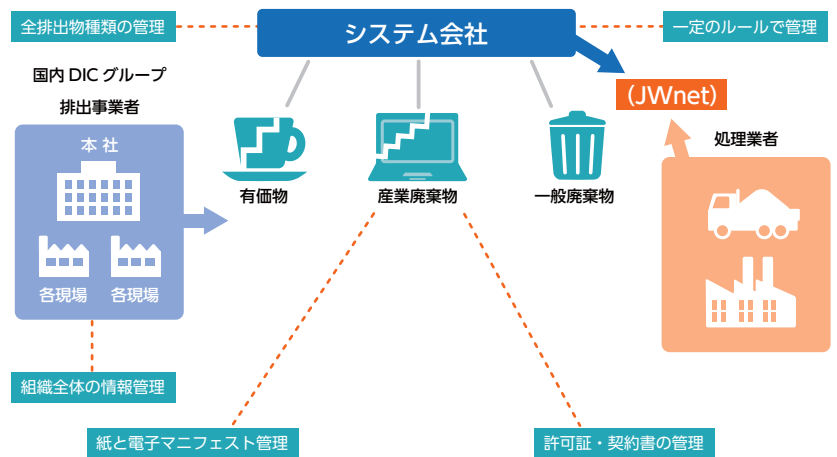 全排出物種類の管理
システム会社
一定のルールで管理
国内 DIC グループ
排出事業者
(JWnet)
本 社
処理業者
有価物
産業廃棄物
一般廃棄物
各現場
各現場
組織全体の情報管理
紙と電子マニフェスト管理
許可証・契約書の管理